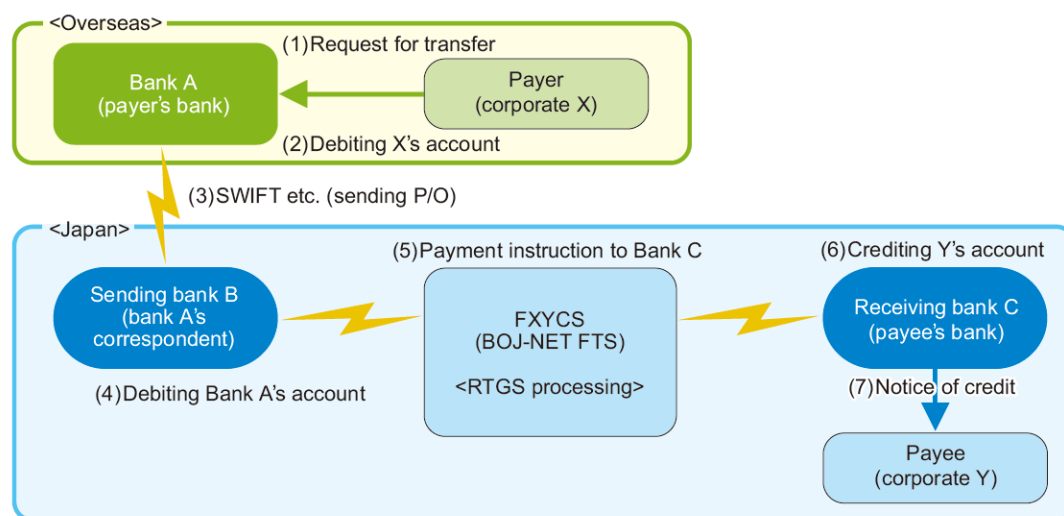 <Overseas>
(1)Request for transfer
Bank A
(payer's bank)
Payer
(corporate X)
(2)Debiting X's account
(3)SWIFT etc. (sending P/O)
<Japan>
(5)Payment instruction to Bank C
(6)Crediting Y's account
Sending bank B
(bank A's
correspondent)
FXYCS
(BOJ-NET FTS)
<RTGS processing>
Receiving bank C
(payee's bank)
(4)Debiting Bank A's account
(7)Notice of credit
Payee
(corporate Y)